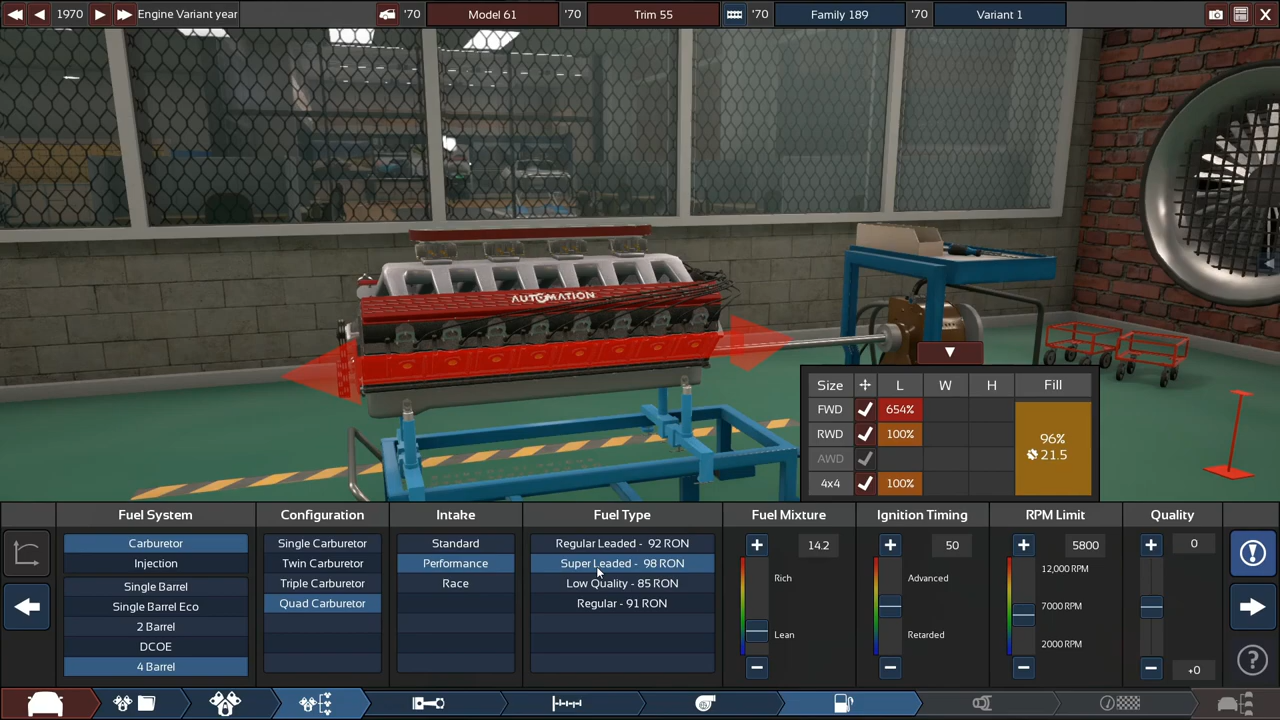 1970 Engine Variant year '70 Model 61 '70 Trim 55 '70 Family 189 '70 Variant 1
AUTOMATION
Size L W H Fill
FWD 654%
RWD 100%
96%
21.5
AWD
4x4 100%
Fuel System Configuration Intake Fuel Type Fuel Mixture Ignition Timing RPM Limit Quality
Carburetor Single Carburetor Standard Regular Leaded - 92 RON 14.2 50 5800 0
Injection Twin Carburetor Performance Super Leaded - 98 RON Rich Advanced 12,000 RPM
Single Barrel Triple Carburetor Race Low Quality - 85 RON
Single Barrel Eco Quad Carburetor Regular - 91 RON 7000 RPM
2 Barrel Lean Retarded 2000 RPM
DCOE
4 Barrel +0